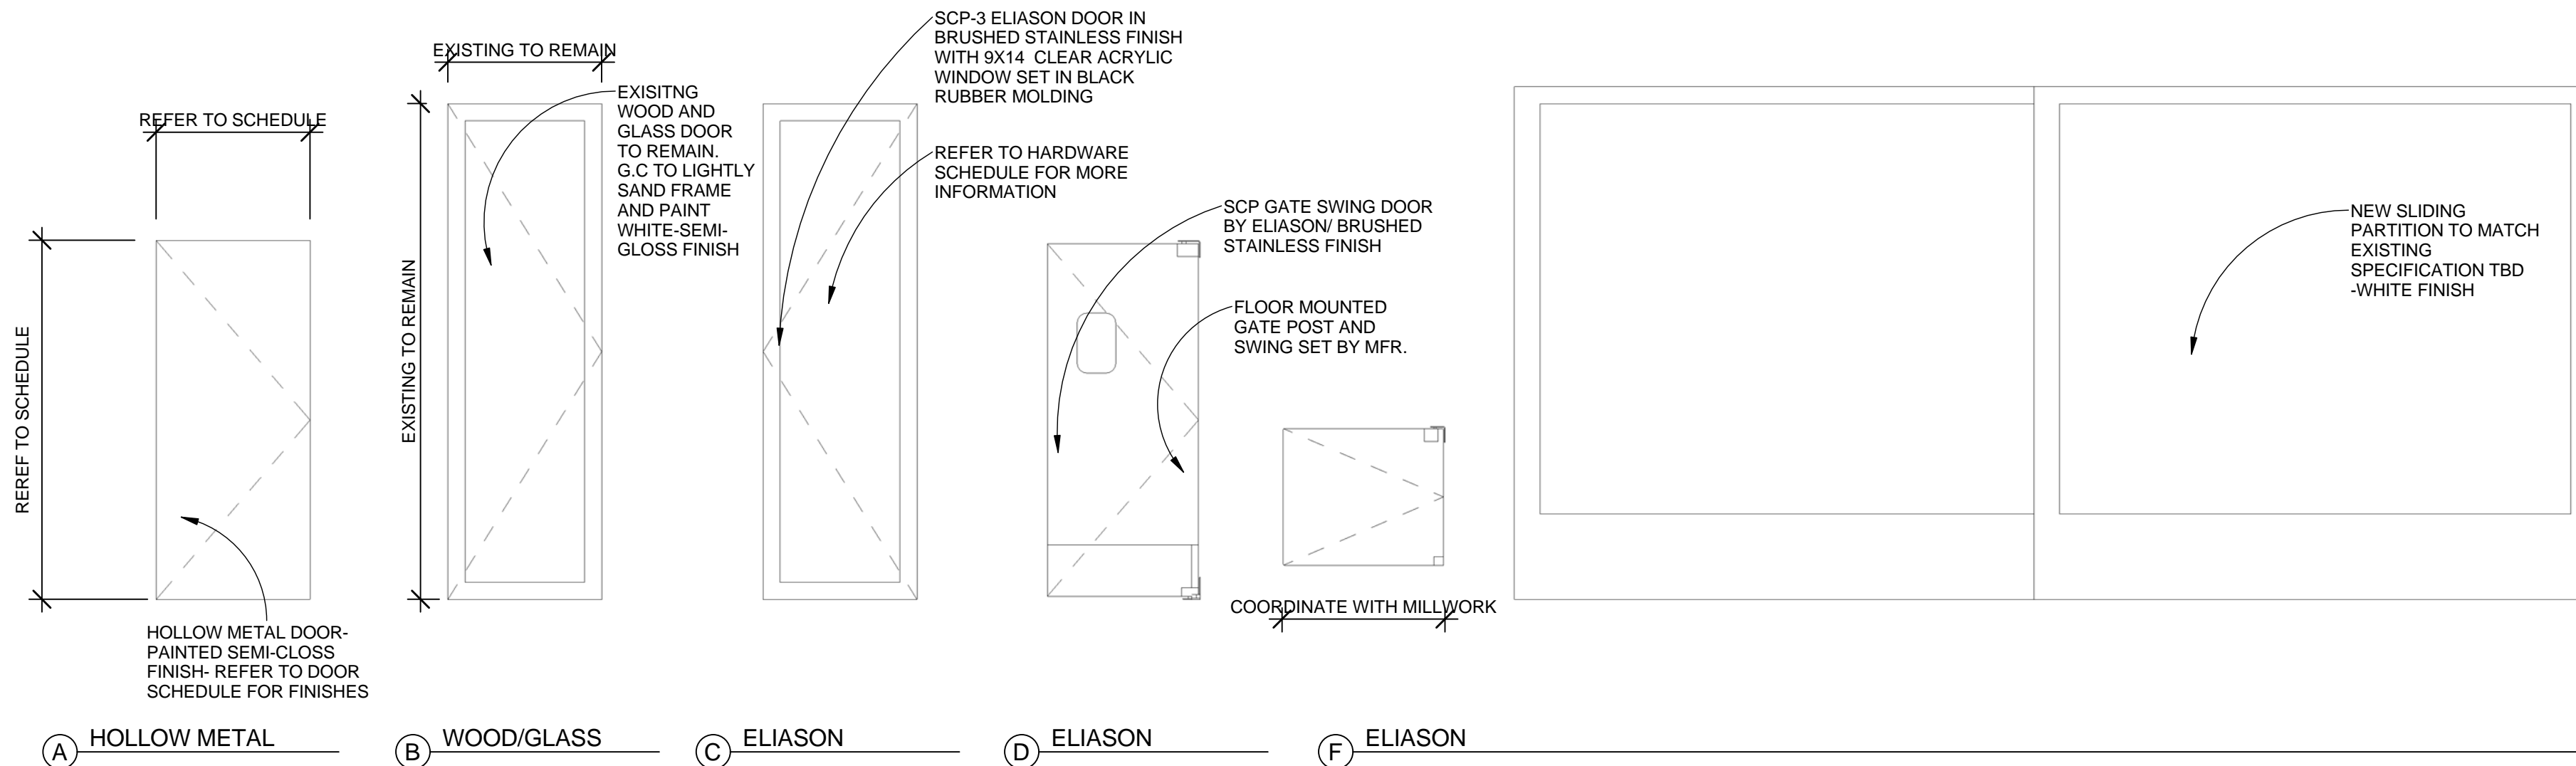 REFER TO SCHEDULE
REREF TO SCHEDULE
HOLLOW METAL DOOR-
PAINTED SEMI-CLOSS
FINISH- REFER TO DOOR
SCHEDULE FOR FINISHES
EXISTING TO REMAIN
EXISTING TO REMAIN
EXISITNG
WOOD AND
GLASS DOOR
TO REMAIN.
G.C TO LIGHTLY
SAND FRAME
AND PAINT
WHITE-SEMI-
GLOSS FINISH
SCP-3 ELIASON DOOR IN
BRUSHED STAINLESS FINISH
WITH 9X14 CLEAR ACRYLIC
WINDOW SET IN BLACK
RUBBER MOLDING
REFER TO HARDWARE
SCHEDULE FOR MORE
INFORMATION
SCP GATE SWING DOOR
BY ELIASON/ BRUSHED
STAINLESS FINISH
FLOOR MOUNTED
GATE POST AND
SWING SET BY MFR.
COORDINATE WITH MILLWORK
NEW SLIDING
PARTITION TO MATCH
EXISTING
SPECIFICATION TBD
-WHITE FINISH
A HOLLOW METAL
B WOOD/GLASS
C ELIASON
D ELIASON
F ELIASON